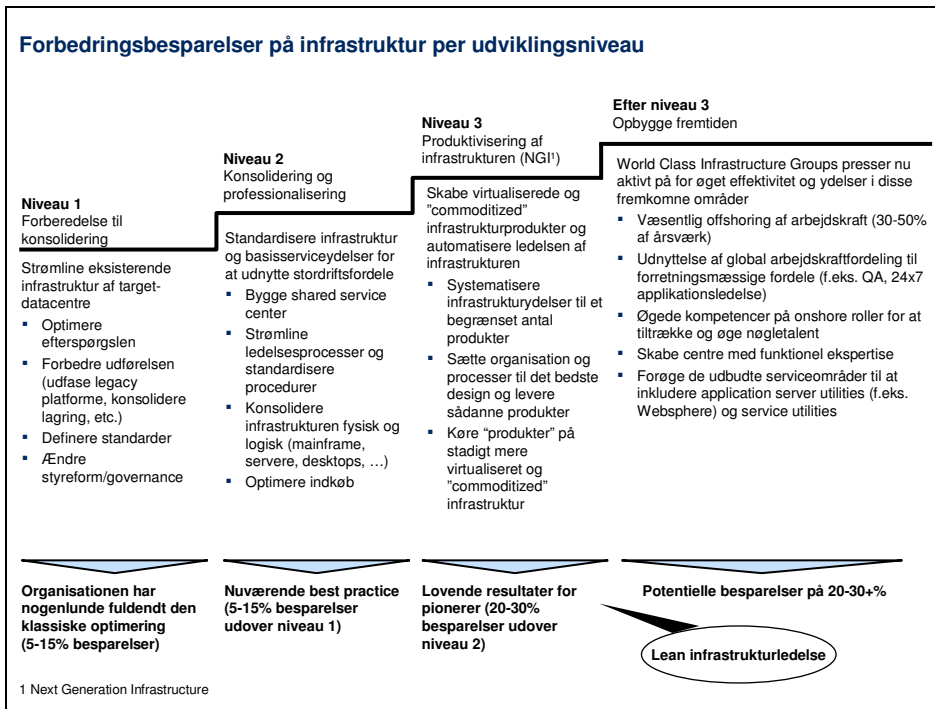 Forbedringsbesparelser på infrastruktur per udviklingsniveau
Niveau 1
Forberedelse til
konsolidering
Strømline eksisterende
infrastruktur af target-
datacentre
▪ Optimere
efterspørgslen
▪ Forbedre udførelsen
(udfase legacy
platforme, konsolidere
lagring, etc.)
▪ Definere standarder
▪ Ændre
styreform/governance
Organisationen har
nogenlunde fuldendt den
klassiske optimering
(5-15% besparelser)
Niveau 2
Konsolidering og
professionalisering
Standardisere infrastruktur
og basisserviceydelser for
at udnytte stordriftsfordele
▪ Bygge shared service
center
▪ Strømline
ledelsesprocesser og
standardisere
procedurer
▪ Konsolidere
infrastrukturen fysisk og
logisk (mainframe,
servere, desktops, …)
▪ Optimere indkøb
Nuværende best practice
(5-15% besparelser
udover niveau 1)
Niveau 3
Produktivisering af
infrastrukturen (NGI¹)
Skabe virtualiserede og
”commoditized”
infrastrukturprodukter og
automatisere ledelsen af
infrastrukturen
▪ Systematisere
infrastrukturydelser til et
begrænset antal
produkter
▪ Sætte organisation og
processer til det bedste
design og levere
sådanne produkter
▪ Køre “produkter” på
stadigt mere
virtualiseret og
”commoditized”
infrastruktur
Lovende resultater for
pionerer (20-30%
besparelser udover
niveau 2)
Efter niveau 3
Opbygge fremtiden
World Class Infrastructure Groups presser nu
aktivt på for øget effektivitet og ydelser i disse
fremkomne områder
▪ Væsentlig offshoring af arbejdskraft (30-50%
af årsværk)
▪ Udnyttelse af global arbejdskraftfordeling til
forretningsmæssige fordele (f.eks. QA, 24x7
applikationsledelse)
▪ Øgede kompetencer på onshore roller for at
tiltrække og øge nøgletalent
▪ Skabe centre med funktionel ekspertise
▪ Forøge de udbudte serviceområder til at
inkludere application server utilities (f.eks.
Websphere) og service utilities
Potentielle besparelser på 20-30+%
Lean infrastrukturledelse
1 Next Generation Infrastructure